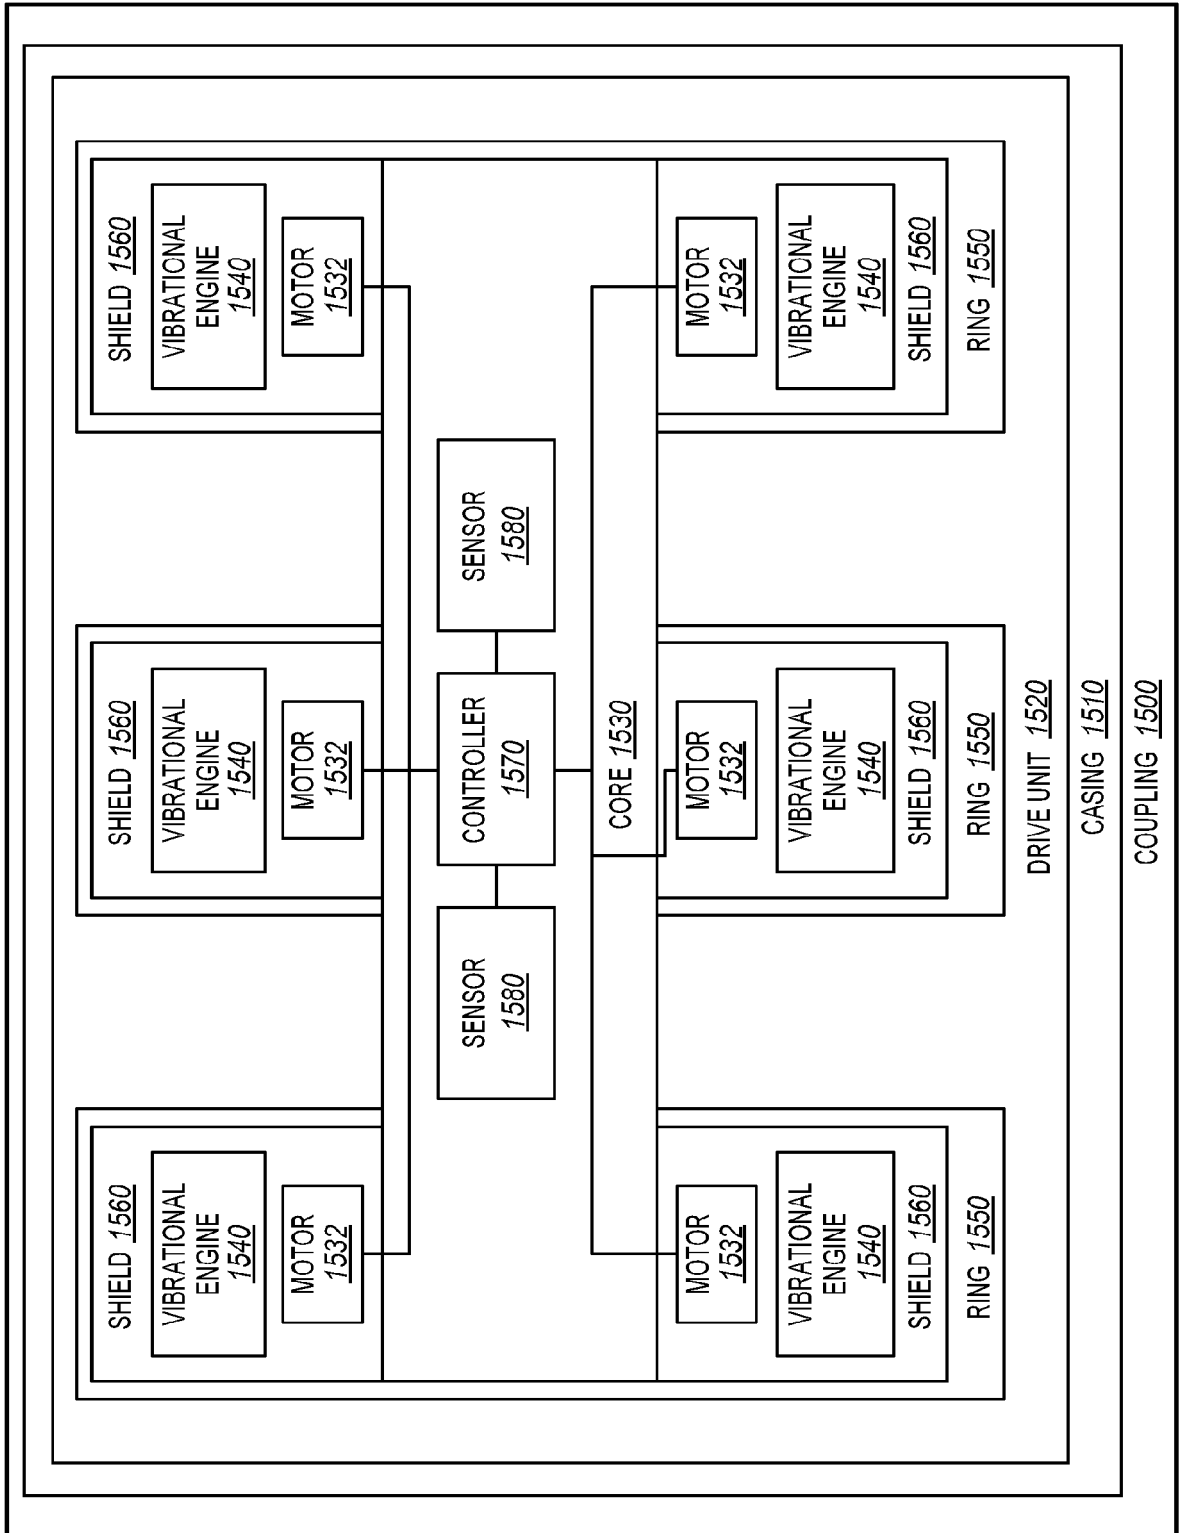 SHIELD 1560
VIBRATIONAL
ENGINE
1540
MOTOR
1532
SHIELD 1560
VIBRATIONAL
ENGINE
1540
MOTOR
1532
SHIELD 1560
VIBRATIONAL
ENGINE
1540
MOTOR
1532
SENSOR
1580
CONTROLLER
1570
SENSOR
1580
CORE 1530
MOTOR
1532
VIBRATIONAL
ENGINE
1540
SHIELD 1560
RING 1550
MOTOR
1532
VIBRATIONAL
ENGINE
1540
SHIELD 1560
RING 1550
MOTOR
1532
VIBRATIONAL
ENGINE
1540
SHIELD 1560
RING 1550
DRIVE UNIT 1520
CASING 1510
COUPLING 1500